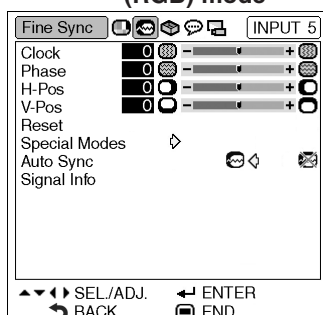 (RGB) mode
Fine Sync INPUT 5
Clock 0 - +
Phase 0 - +
H-Pos 0 - +
V-Pos 0 - +
Reset
Special Modes
Auto Sync
Signal Info
SEL./ADJ. ENTER
BACK END